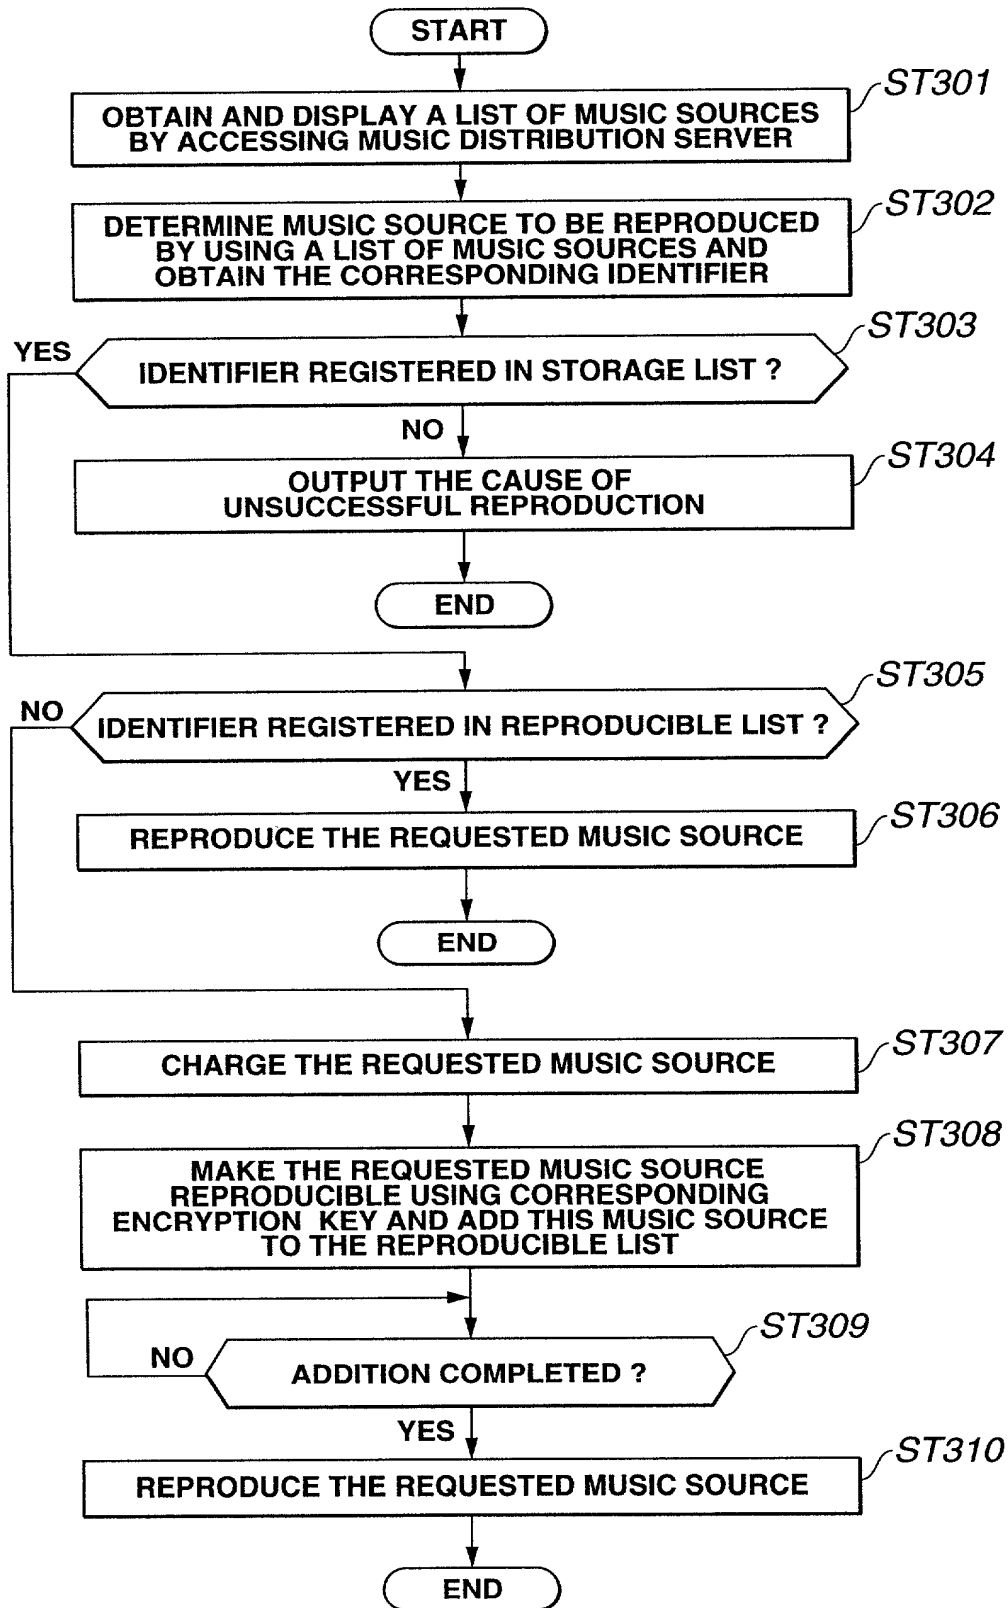 START
ST301
OBTAIN AND DISPLAY A LIST OF MUSIC SOURCES
BY ACCESSING MUSIC DISTRIBUTION SERVER
ST302
DETERMINE MUSIC SOURCE TO BE REPRODUCED
BY USING A LIST OF MUSIC SOURCES AND
OBTAIN THE CORRESPONDING IDENTIFIER
ST303
YES
IDENTIFIER REGISTERED IN STORAGE LIST ?
NO
ST304
OUTPUT THE CAUSE OF
UNSUCCESSFUL REPRODUCTION
END
ST305
NO
IDENTIFIER REGISTERED IN REPRODUCIBLE LIST ?
YES
ST306
REPRODUCE THE REQUESTED MUSIC SOURCE
END
ST307
CHARGE THE REQUESTED MUSIC SOURCE
ST308
MAKE THE REQUESTED MUSIC SOURCE
REPRODUCIBLE USING CORRESPONDING
ENCRYPTION KEY AND ADD THIS MUSIC SOURCE
TO THE REPRODUCIBLE LIST
ST309
NO
ADDITION COMPLETED ?
YES
ST310
REPRODUCE THE REQUESTED MUSIC SOURCE
END